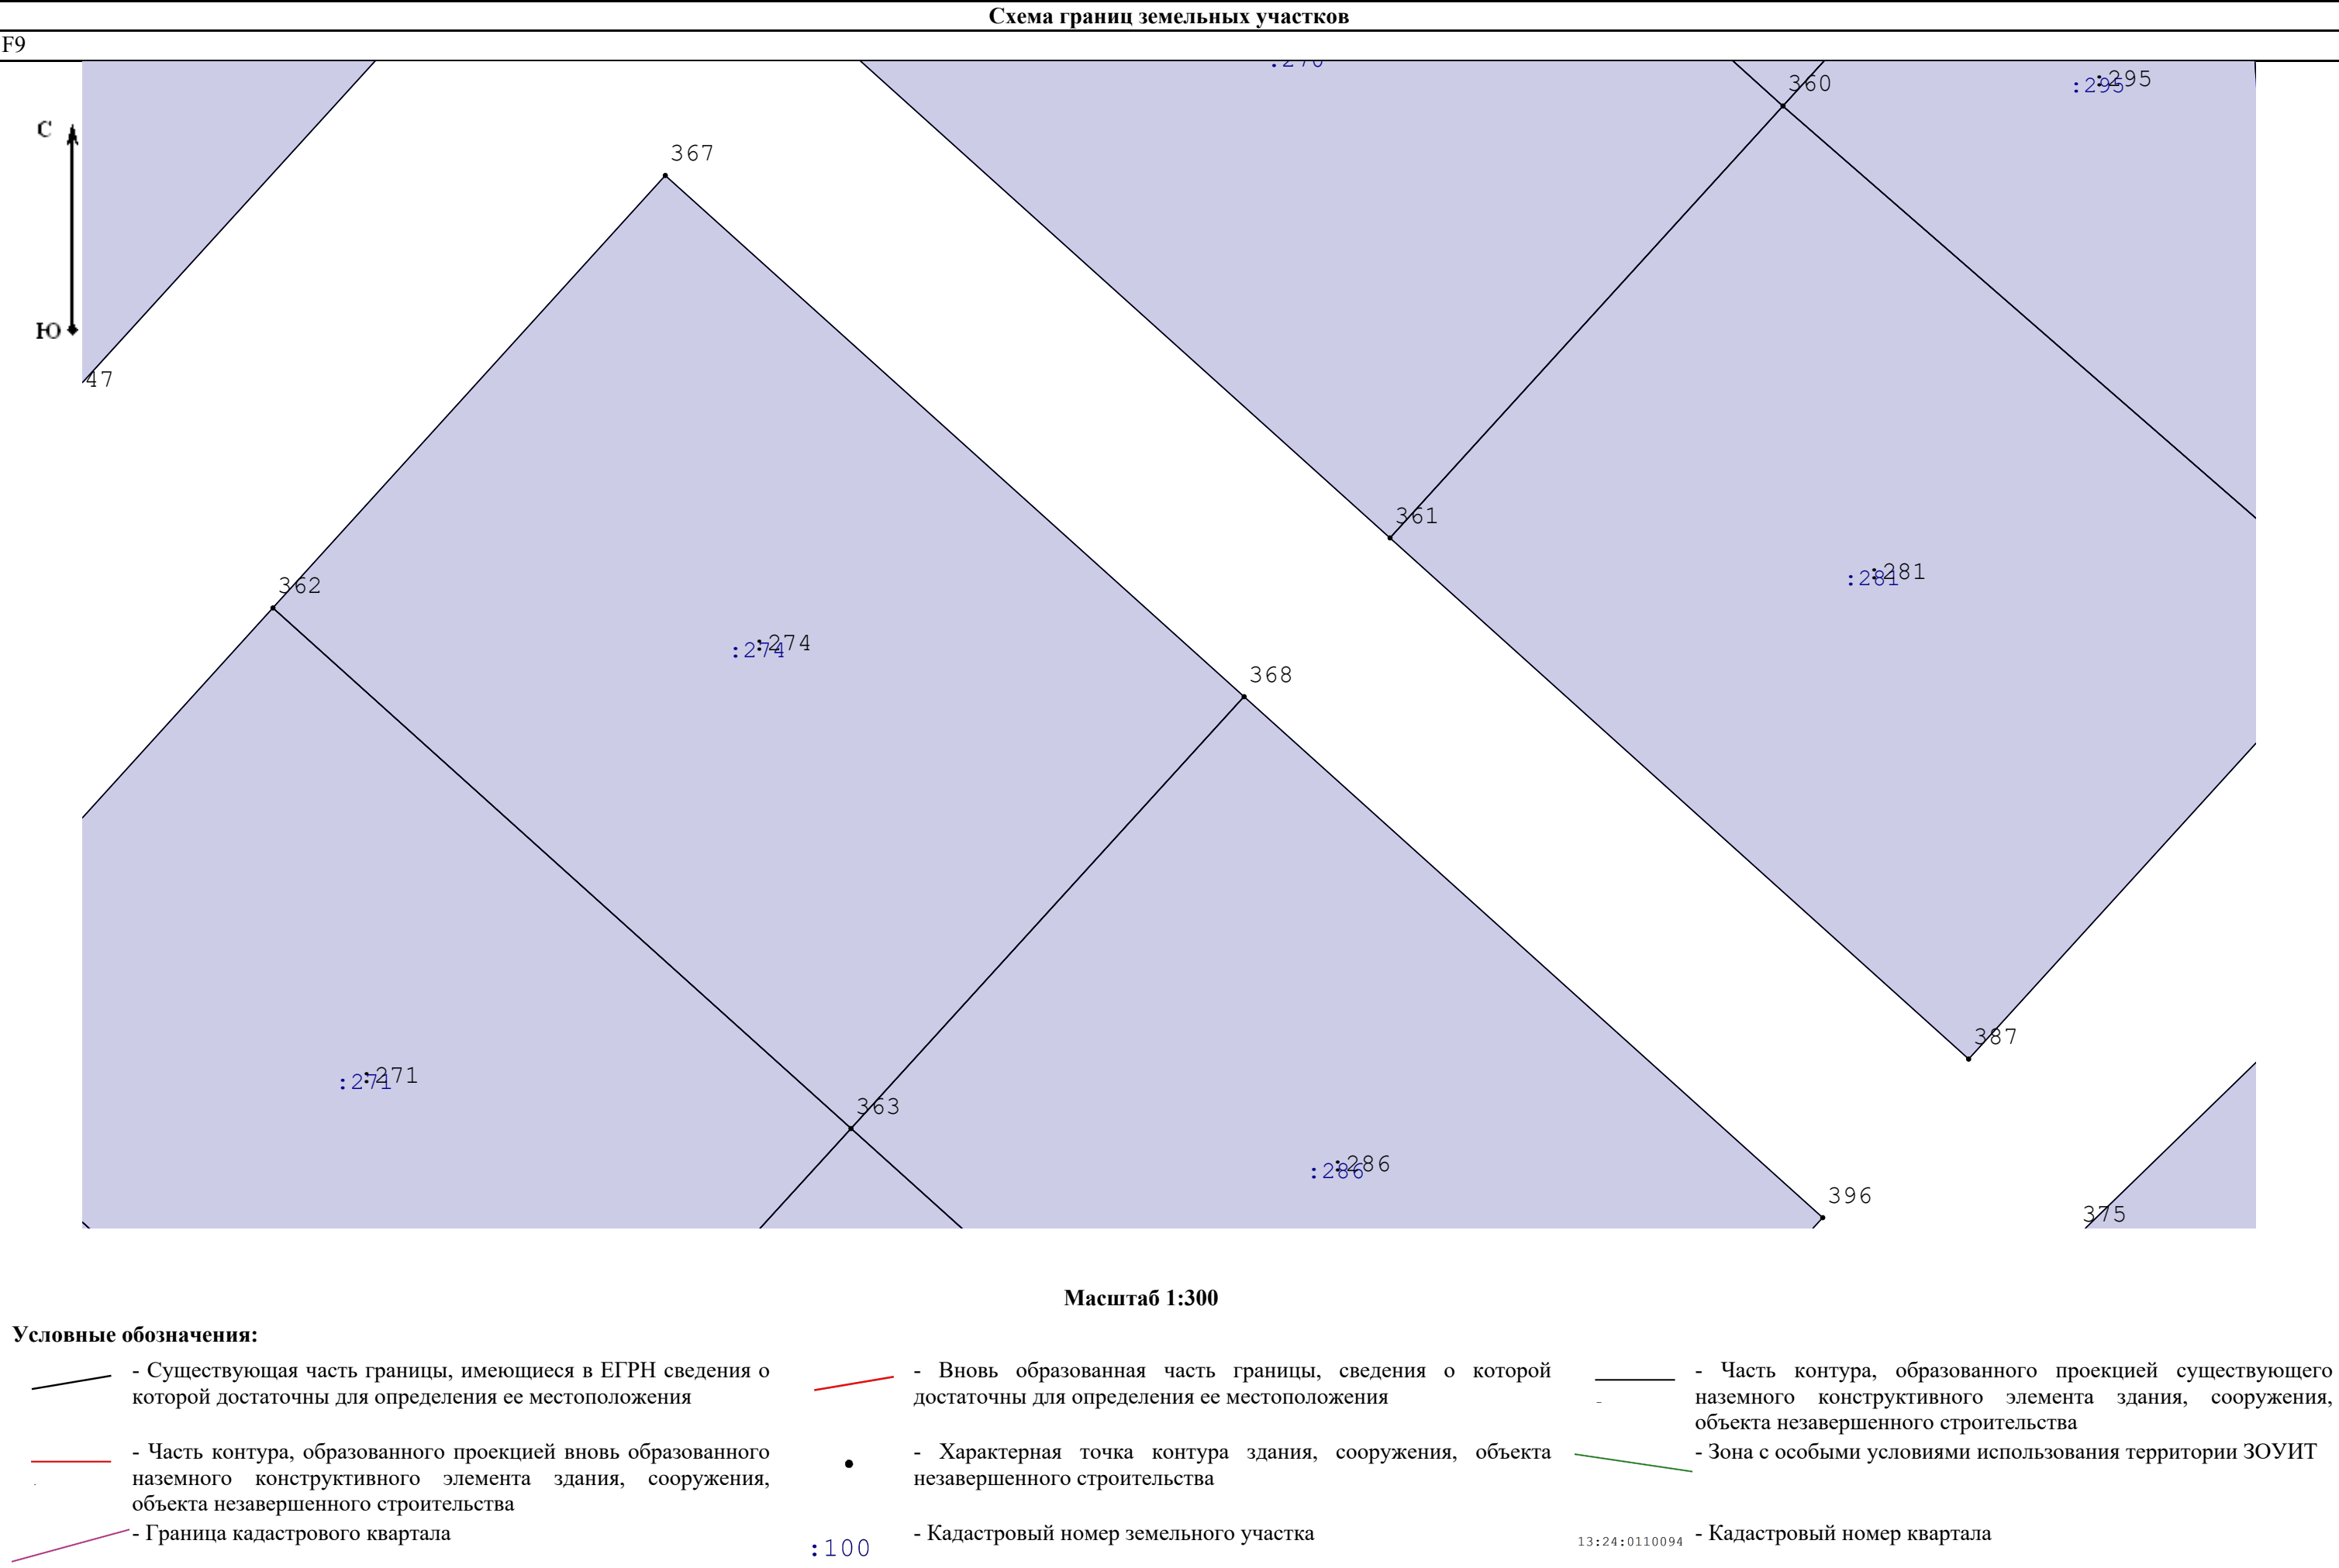 Схема границ земельных участков
F9
:270
360
:295
:295
С
367
Ю
47
361
362
:281
:281
:274
:274
368
387
:271
:271
363
:286
:286
396
375
Масштаб 1:300
Условные обозначения:
- Существующая часть границы, имеющиеся в ЕГРН сведения о
которой достаточны для определения ее местоположения
- Вновь образованная часть границы, сведения о которой
достаточны для определения ее местоположения
- Часть контура, образованного проекцией существующего
наземного конструктивного элемента здания, сооружения,
объекта незавершенного строительства
- Часть контура, образованного проекцией вновь образованного
наземного конструктивного элемента здания, сооружения,
объекта незавершенного строительства
- Характерная точка контура здания, сооружения, объекта
незавершенного строительства
- Зона с особыми условиями использования территории ЗОУИТ
- Граница кадастрового квартала
:100
- Кадастровый номер земельного участка
13:24:0110094
- Кадастровый номер квартала